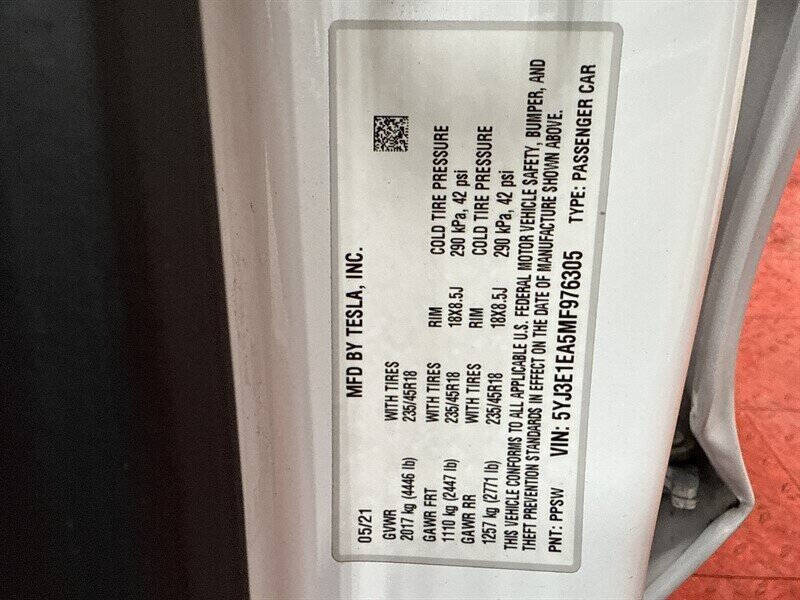 MFD BY TESLA, INC.
05/21
GVWR WITH TIRES RIM COLD TIRE PRESSURE
2017 kg (4446 lb) 235/45R18 18X8.5J 290 kPa, 42 psi
GAWR FRT WITH TIRES RIM COLD TIRE PRESSURE
1110 kg (2447 lb) 235/45R18 18X8.5J 290 kPa, 42 psi
GAWR RR WITH TIRES
1257 kg (2771 lb) 235/45R18
THIS VEHICLE CONFORMS TO ALL APPLICABLE U.S. FEDERAL MOTOR VEHICLE SAFETY, BUMPER, AND
THEFT PREVENTION STANDARDS IN EFFECT ON THE DATE OF MANUFACTURE SHOWN ABOVE.
PNT: PPSW VIN: 5YJ3E1EA5MF976305 TYPE: PASSENGER CAR